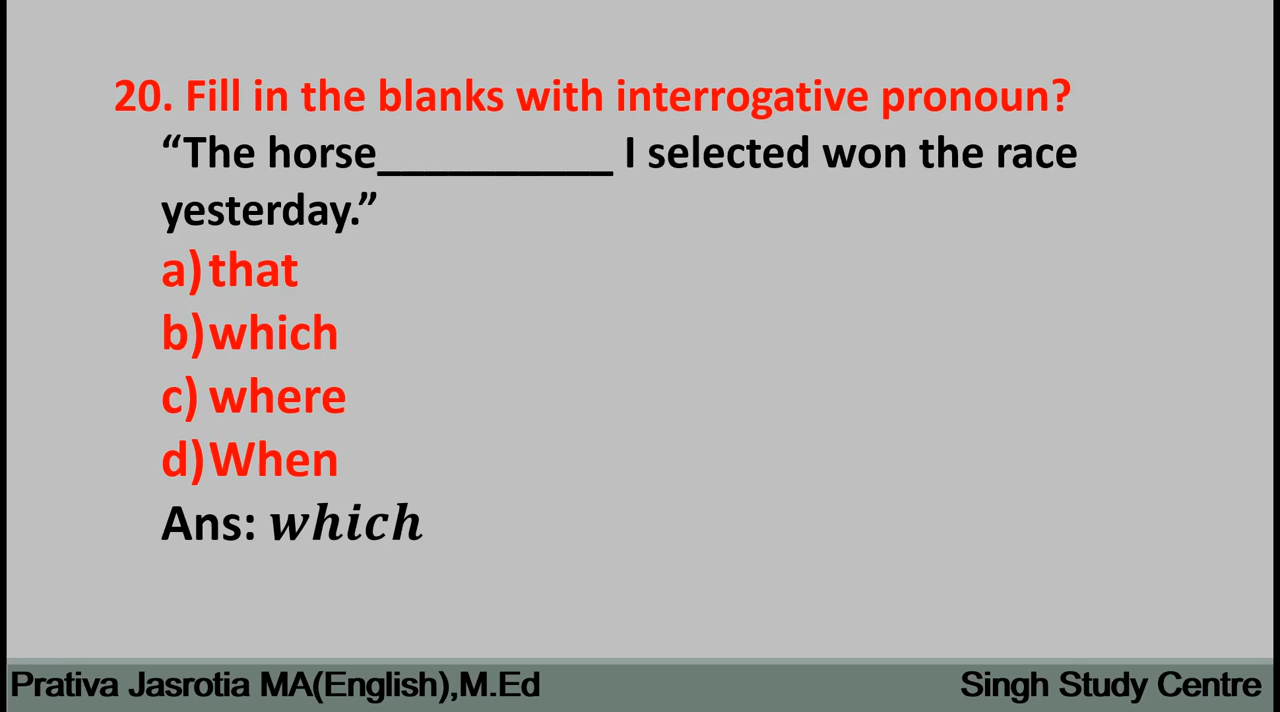 20. Fill in the blanks with interrogative pronoun?
“The horse__________ I selected won the race
yesterday.”
a) that
b) which
c) where
d) When
Ans: which
Prativa Jasrotia MA(English),M.Ed
Singh Study Centre